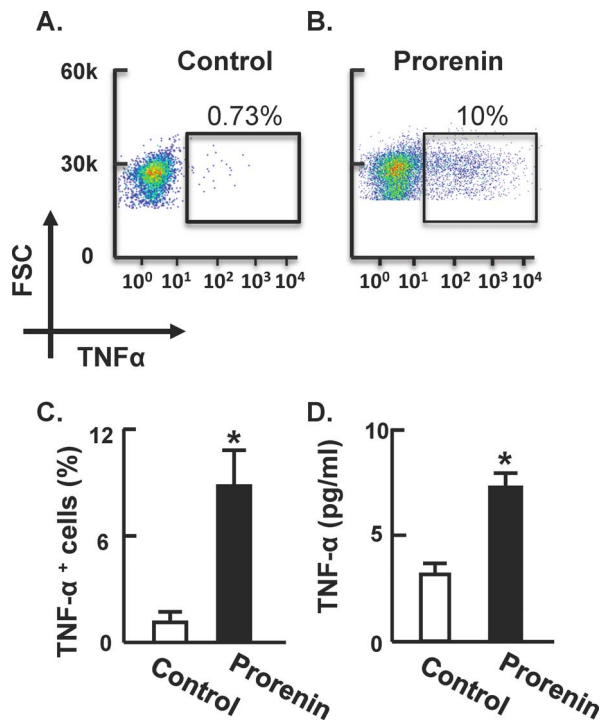 A.
B.
Control
Prorenin
60k
0.73%
10%
30k
0
10⁰ 10¹ 10² 10³ 10⁴
10⁰ 10¹ 10² 10³ 10⁴
FSC
TNFα
C.
D.
12
*
6
0
TNF-α ⁺ cells (%)
Control
Prorenin
10
*
5
0
TNF-α (pg/ml)
Control
Prorenin